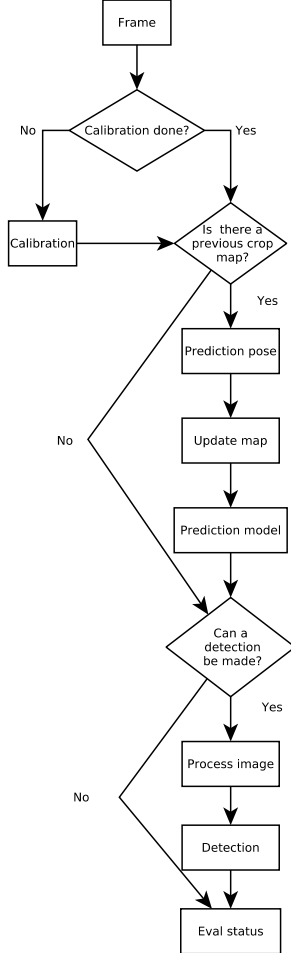 Frame
Calibration done?
No
Yes
Calibration
Is there a
previous crop
map?
Yes
Prediction pose
No
Update map
Prediction model
Can a
detection
be made?
Yes
Process image
No
Detection
Eval status